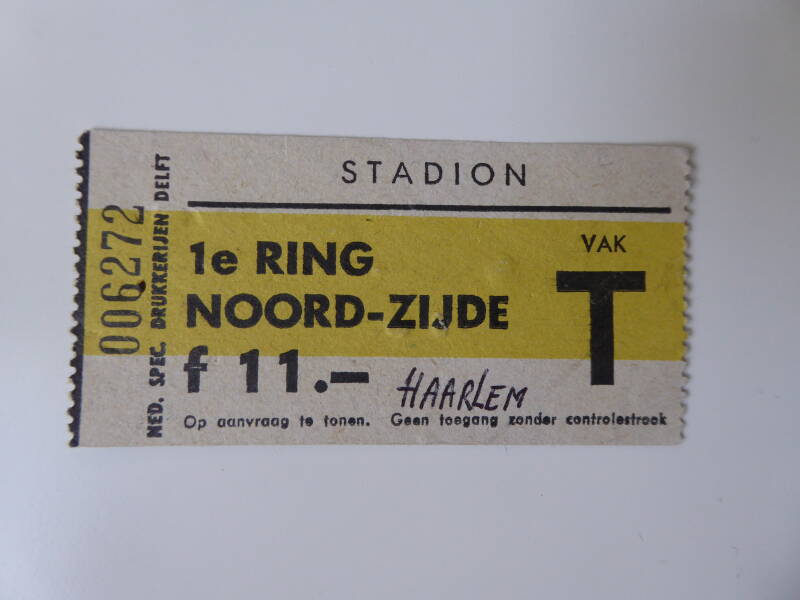 STADION
1e RING
NOORD-ZIJDE
f 11.—
HAARLEM
VAK
T
Op aanvraag te tonen. Geen toegang zonder controlestrook
006272
NED. SPEC. DRUKKERIJEN DELFT